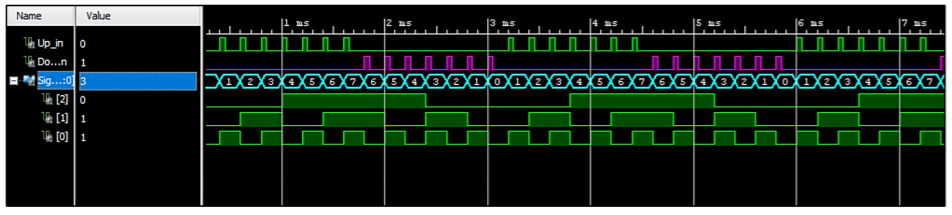 Name Value
1 ms 2 ms 3 ms 4 ms 5 ms 6 ms 7 ms
Up_in 0
Do...n 1
Sig...:0] 3 1 2 3 4 5 6 7 6 5 4 3 2 1 0 1 2 3 4 5 6 7 6 5 4 3 2 1 0 1 2 3 4 5 6 7
[2] 0
[1] 1
[0] 1